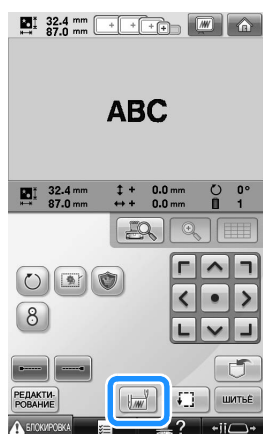 32.4 mm
87.0 mm
ABC
32.4 mm + 0.0 mm 0°
87.0 mm + 0.0 mm 1
8
РЕДАКТИ-
РОВАНИЕ
ШИТЬЁ
БЛОКИРОВКА ?